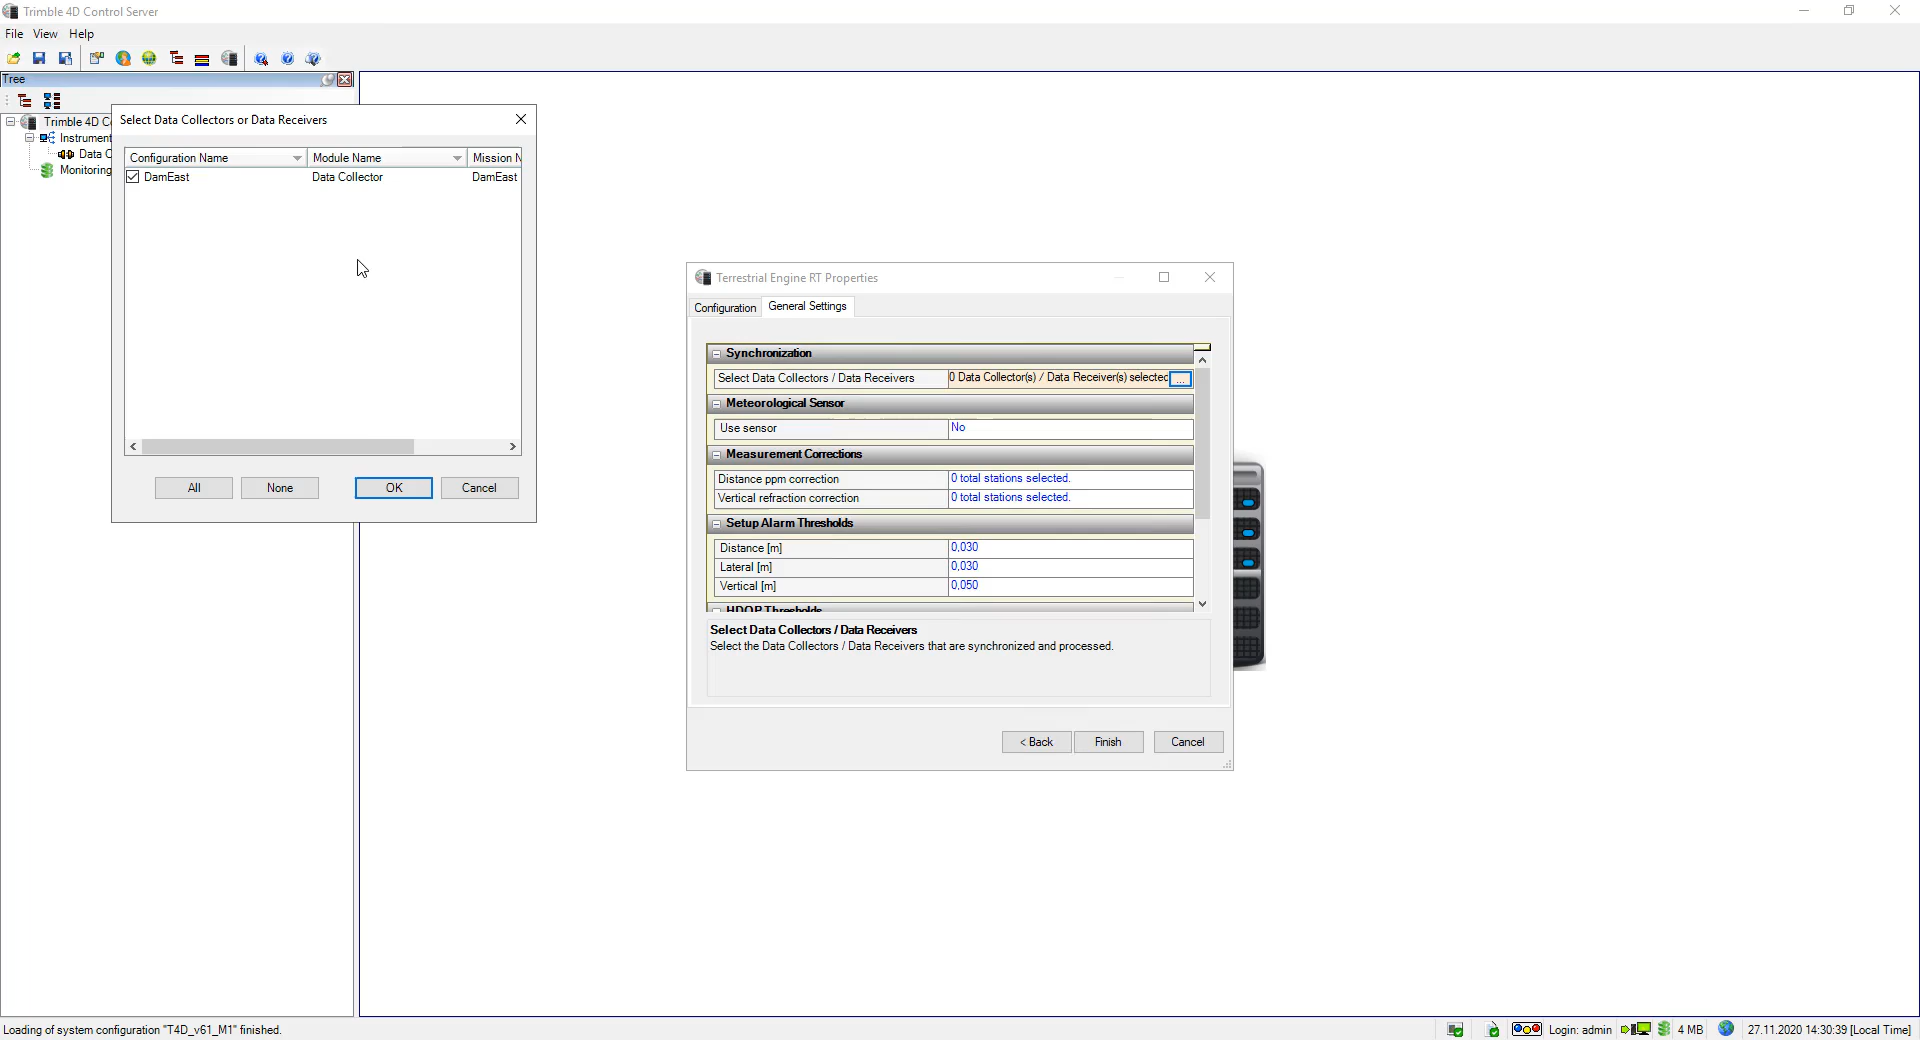 Trimble 4D Control Server
File View Help
Tree
Trimble 4D Co
Instrument
Data C
Monitoring
Select Data Collectors or Data Receivers
Configuration Name Module Name Mission N
DamEast Data Collector DamEast
All None OK Cancel
Terrestrial Engine RT Properties
Configuration General Settings
Synchronization
Select Data Collectors / Data Receivers 0 Data Collector(s) / Data Receiver(s) selected ...
Meteorological Sensor
Use sensor No
Measurement Corrections
Distance ppm correction 0 total stations selected.
Vertical refraction correction 0 total stations selected.
Setup Alarm Thresholds
Distance [m] 0,030
Lateral [m] 0,030
Vertical [m] 0,050
HDOP Thresholds
Select Data Collectors / Data Receivers
Select the Data Collectors / Data Receivers that are synchronized and processed.
< Back Finish Cancel
Loading of system configuration "T4D_v61_M1" finished. Login: admin 4 MB 27.11.2020 14:30:39 [Local Time]